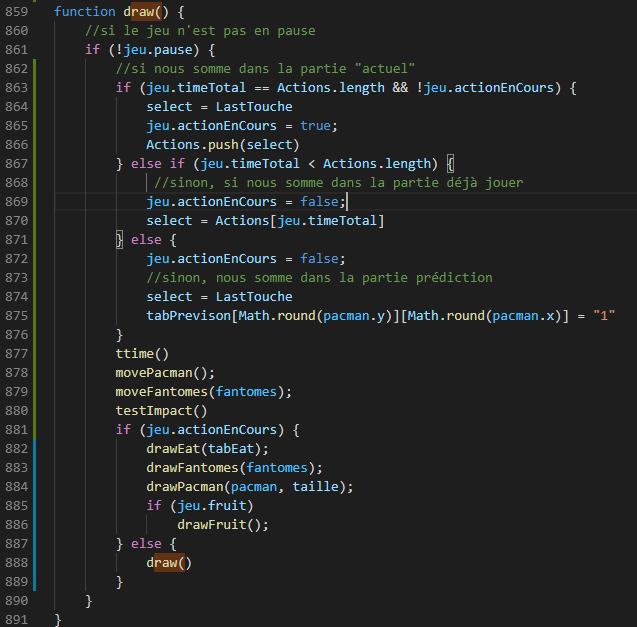 859 function draw() {
860 //si le jeu n'est pas en pause
861 if (!jeu.pause) {
862 //si nous somme dans la partie "actuel"
863 if (jeu.timeTotal == Actions.length && !jeu.actionEnCours) {
864 select = LastTouche
865 jeu.actionEnCours = true;
866 Actions.push(select)
867 } else if (jeu.timeTotal < Actions.length) {
868 //sinon, si nous somme dans la partie déjà jouer
869 jeu.actionEnCours = false;
870 select = Actions[jeu.timeTotal]
871 } else {
872 jeu.actionEnCours = false;
873 //sinon, nous somme dans la partie prédiction
874 select = LastTouche
875 tabPrevison[Math.round(pacman.y)][Math.round(pacman.x)] = "1"
876 }
877 ttime()
878 movePacman();
879 moveFantomes(fantomes);
880 testImpact()
881 if (jeu.actionEnCours) {
882 drawEat(tabEat);
883 drawFantomes(fantomes);
884 drawPacman(pacman, taille);
885 if (jeu.fruit)
886 drawFruit();
887 } else {
888 draw()
889 }
890 }
891 }